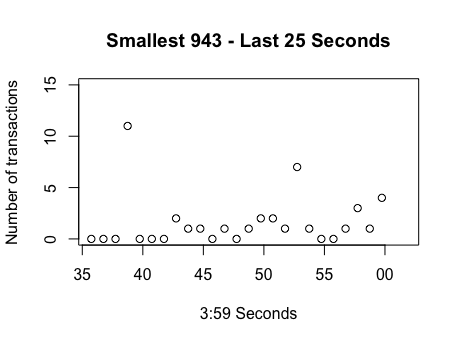 Smallest 943 - Last 25 Seconds
Number of transactions
15
10
5
0
35 40 45 50 55 00
3:59 Seconds